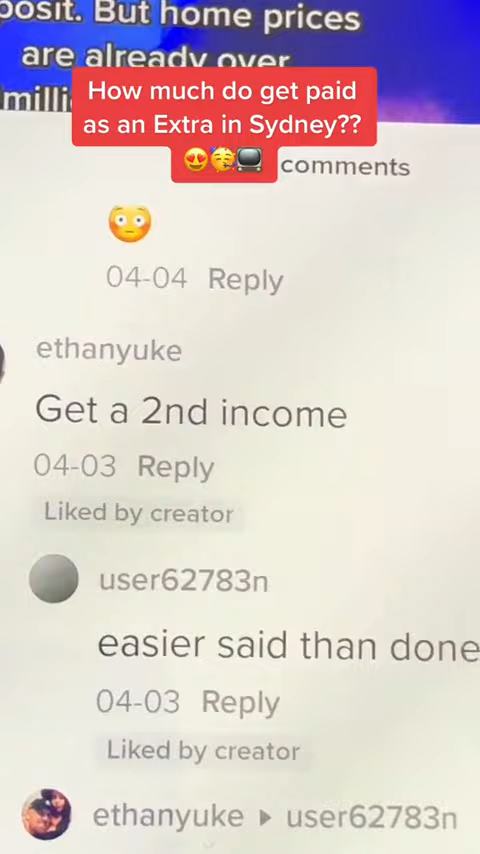 posit. But home prices
are already over
milli
How much do get paid
as an Extra in Sydney??
😍🥳📺
comments
😳
04-04 Reply
ethanyuke
Get a 2nd income
04-03 Reply
Liked by creator
user62783n
easier said than done
04-03 Reply
Liked by creator
ethanyuke ▸ user62783n